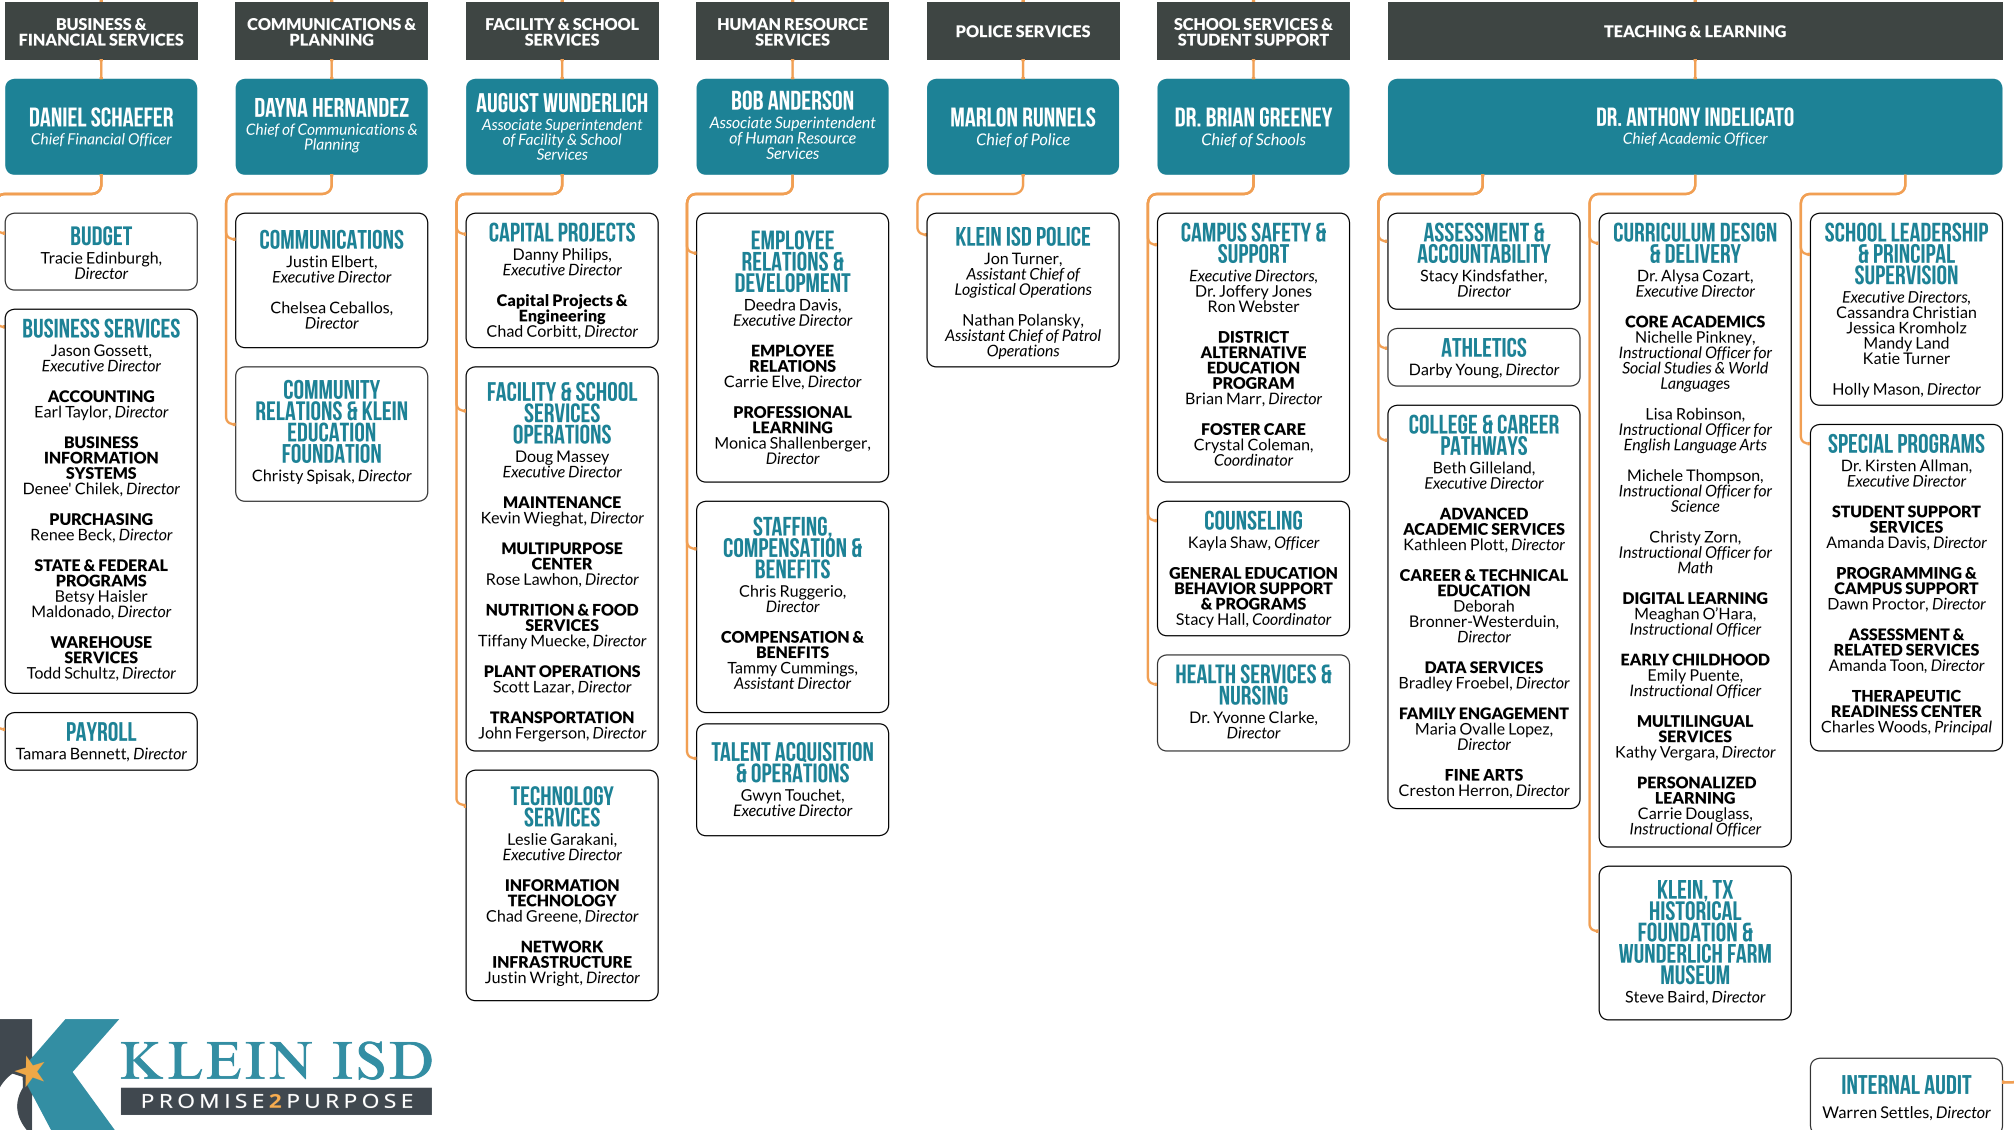 BUSINESS &
FINANCIAL SERVICES
DANIEL SCHAEFER
Chief Financial Officer
BUDGET
Tracie Edinburgh,
Director
BUSINESS SERVICES
Jason Gossett,
Executive Director
ACCOUNTING
Earl Taylor, Director
BUSINESS
INFORMATION
SYSTEMS
Denee' Chilek, Director
PURCHASING
Renee Beck, Director
STATE & FEDERAL
PROGRAMS
Betsy Haisler
Maldonado, Director
WAREHOUSE
SERVICES
Todd Schultz, Director
PAYROLL
Tamara Bennett, Director
COMMUNICATIONS &
PLANNING
DAYNA HERNANDEZ
Chief of Communications &
Planning
COMMUNICATIONS
Justin Elbert,
Executive Director
Chelsea Ceballos,
Director
COMMUNITY
RELATIONS & KLEIN
EDUCATION
FOUNDATION
Christy Spisak, Director
FACILITY & SCHOOL
SERVICES
AUGUST WUNDERLICH
Associate Superintendent
of Facility & School
Services
CAPITAL PROJECTS
Danny Philips,
Executive Director
Capital Projects &
Engineering
Chad Corbitt, Director
FACILITY & SCHOOL
SERVICES
OPERATIONS
Doug Massey
Executive Director
MAINTENANCE
Kevin Wieghat, Director
MULTIPURPOSE
CENTER
Rose Lawhon, Director
NUTRITION & FOOD
SERVICES
Tiffany Muecke, Director
PLANT OPERATIONS
Scott Lazar, Director
TRANSPORTATION
John Fergerson, Director
TECHNOLOGY
SERVICES
Leslie Garakani,
Executive Director
INFORMATION
TECHNOLOGY
Chad Greene, Director
NETWORK
INFRASTRUCTURE
Justin Wright, Director
HUMAN RESOURCE
SERVICES
BOB ANDERSON
Associate Superintendent
of Human Resource
Services
EMPLOYEE
RELATIONS &
DEVELOPMENT
Deedra Davis,
Executive Director
EMPLOYEE
RELATIONS
Carrie Elve, Director
PROFESSIONAL
LEARNING
Monica Shallenberger,
Director
STAFFING,
COMPENSATION &
BENEFITS
Chris Ruggerio,
Director
COMPENSATION &
BENEFITS
Tammy Cummings,
Assistant Director
TALENT ACQUISITION
& OPERATIONS
Gwyn Touchet,
Executive Director
POLICE SERVICES
MARLON RUNNELS
Chief of Police
KLEIN ISD POLICE
Jon Turner,
Assistant Chief of
Logistical Operations
Nathan Polansky,
Assistant Chief of Patrol
Operations
SCHOOL SERVICES &
STUDENT SUPPORT
DR. BRIAN GREENEY
Chief of Schools
CAMPUS SAFETY &
SUPPORT
Executive Directors,
Dr. Joffery Jones
Ron Webster
DISTRICT
ALTERNATIVE
EDUCATION
PROGRAM
Brian Marr, Director
FOSTER CARE
Crystal Coleman,
Coordinator
COUNSELING
Kayla Shaw, Officer
GENERAL EDUCATION
BEHAVIOR SUPPORT
& PROGRAMS
Stacy Hall, Coordinator
HEALTH SERVICES &
NURSING
Dr. Yvonne Clarke,
Director
TEACHING & LEARNING
DR. ANTHONY INDELICATO
Chief Academic Officer
ASSESSMENT &
ACCOUNTABILITY
Stacy Kindsfather,
Director
ATHLETICS
Darby Young, Director
COLLEGE & CAREER
PATHWAYS
Beth Gilleland,
Executive Director
ADVANCED
ACADEMIC SERVICES
Kathleen Plott, Director
CAREER & TECHNICAL
EDUCATION
Deborah
Bronner-Westerduin,
Director
DATA SERVICES
Bradley Froebel, Director
FAMILY ENGAGEMENT
Maria Ovalle Lopez,
Director
FINE ARTS
Creston Herron, Director
CURRICULUM DESIGN
& DELIVERY
Dr. Alysa Cozart,
Executive Director
CORE ACADEMICS
Nichelle Pinkney,
Instructional Officer for
Social Studies & World
Languages
Lisa Robinson,
Instructional Officer for
English Language Arts
Michele Thompson,
Instructional Officer for
Science
Christy Zorn,
Instructional Officer for
Math
DIGITAL LEARNING
Meaghan O'Hara,
Instructional Officer
EARLY CHILDHOOD
Emily Puente,
Instructional Officer
MULTILINGUAL
SERVICES
Kathy Vergara, Director
PERSONALIZED
LEARNING
Carrie Douglass,
Instructional Officer
KLEIN, TX
HISTORICAL
FOUNDATION &
WUNDERLICH FARM
MUSEUM
Steve Baird, Director
SCHOOL LEADERSHIP
& PRINCIPAL
SUPERVISION
Executive Directors,
Cassandra Christian
Jessica Kromholz
Mandy Land
Katie Turner
Holly Mason, Director
SPECIAL PROGRAMS
Dr. Kirsten Allman,
Executive Director
STUDENT SUPPORT
SERVICES
Amanda Davis, Director
PROGRAMMING &
CAMPUS SUPPORT
Dawn Proctor, Director
ASSESSMENT &
RELATED SERVICES
Amanda Toon, Director
THERAPEUTIC
READINESS CENTER
Charles Woods, Principal
KLEIN ISD
PROMISE2PURPOSE
INTERNAL AUDIT
Warren Settles, Director